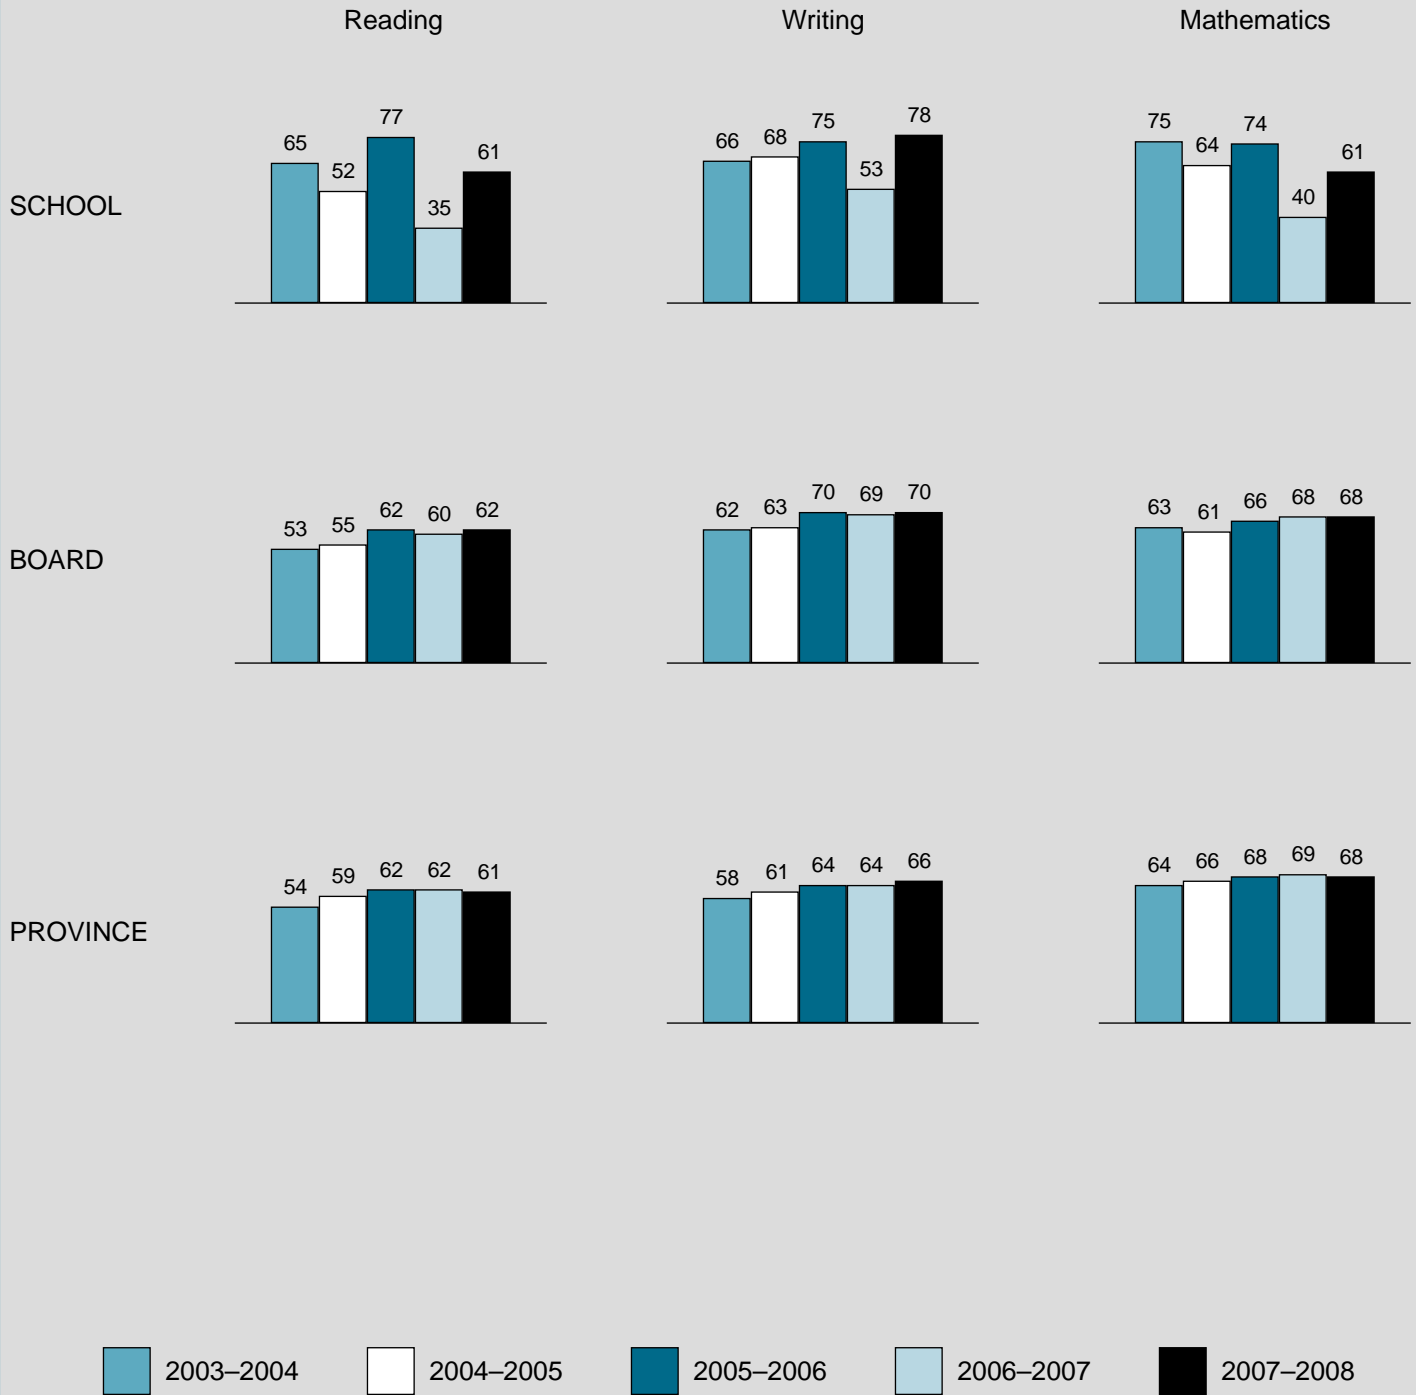 Reading Writing Mathematics
SCHOOL
65 52 77 35 61
66 68 75 53 78
75 64 74 40 61
BOARD
53 55 62 60 62
62 63 70 69 70
63 61 66 68 68
PROVINCE
54 59 62 62 61
58 61 64 64 66
64 66 68 69 68
2003–2004 2004–2005 2005–2006 2006–2007 2007–2008